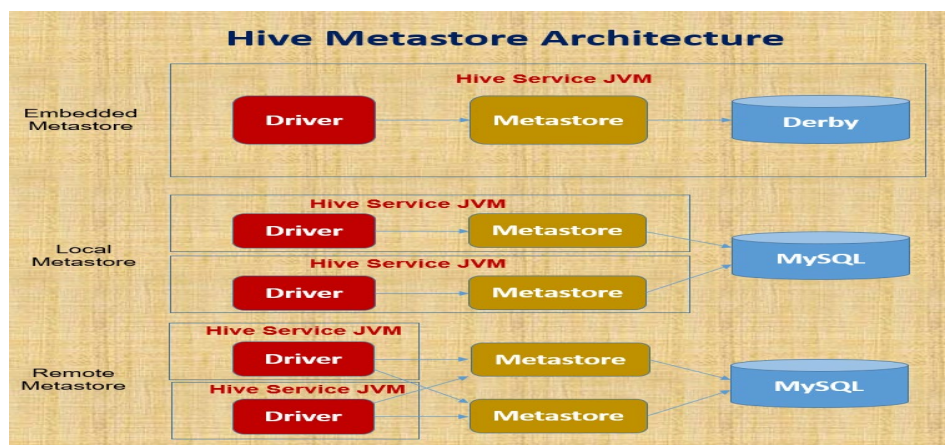 Hive Metastore Architecture
Hive Service JVM
Embedded
Metastore
Driver
Metastore
Derby
Hive Service JVM
Driver
Metastore
Local
Metastore
MySQL
Hive Service JVM
Driver
Metastore
Hive Service JVM
Driver
Metastore
Remote
Metastore
MySQL
Hive Service JVM
Driver
Metastore